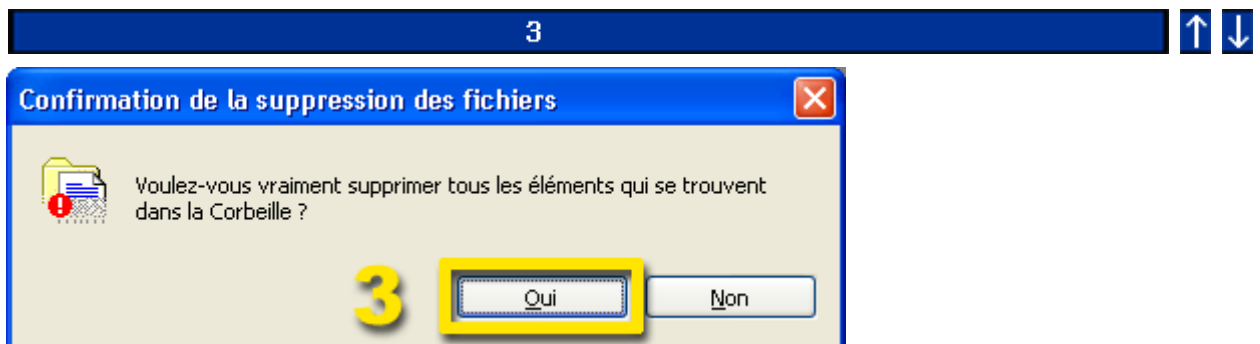 3
↑ ↓
Confirmation de la suppression des fichiers
Voulez-vous vraiment supprimer tous les éléments qui se trouvent
dans la Corbeille ?
3
Oui
Non